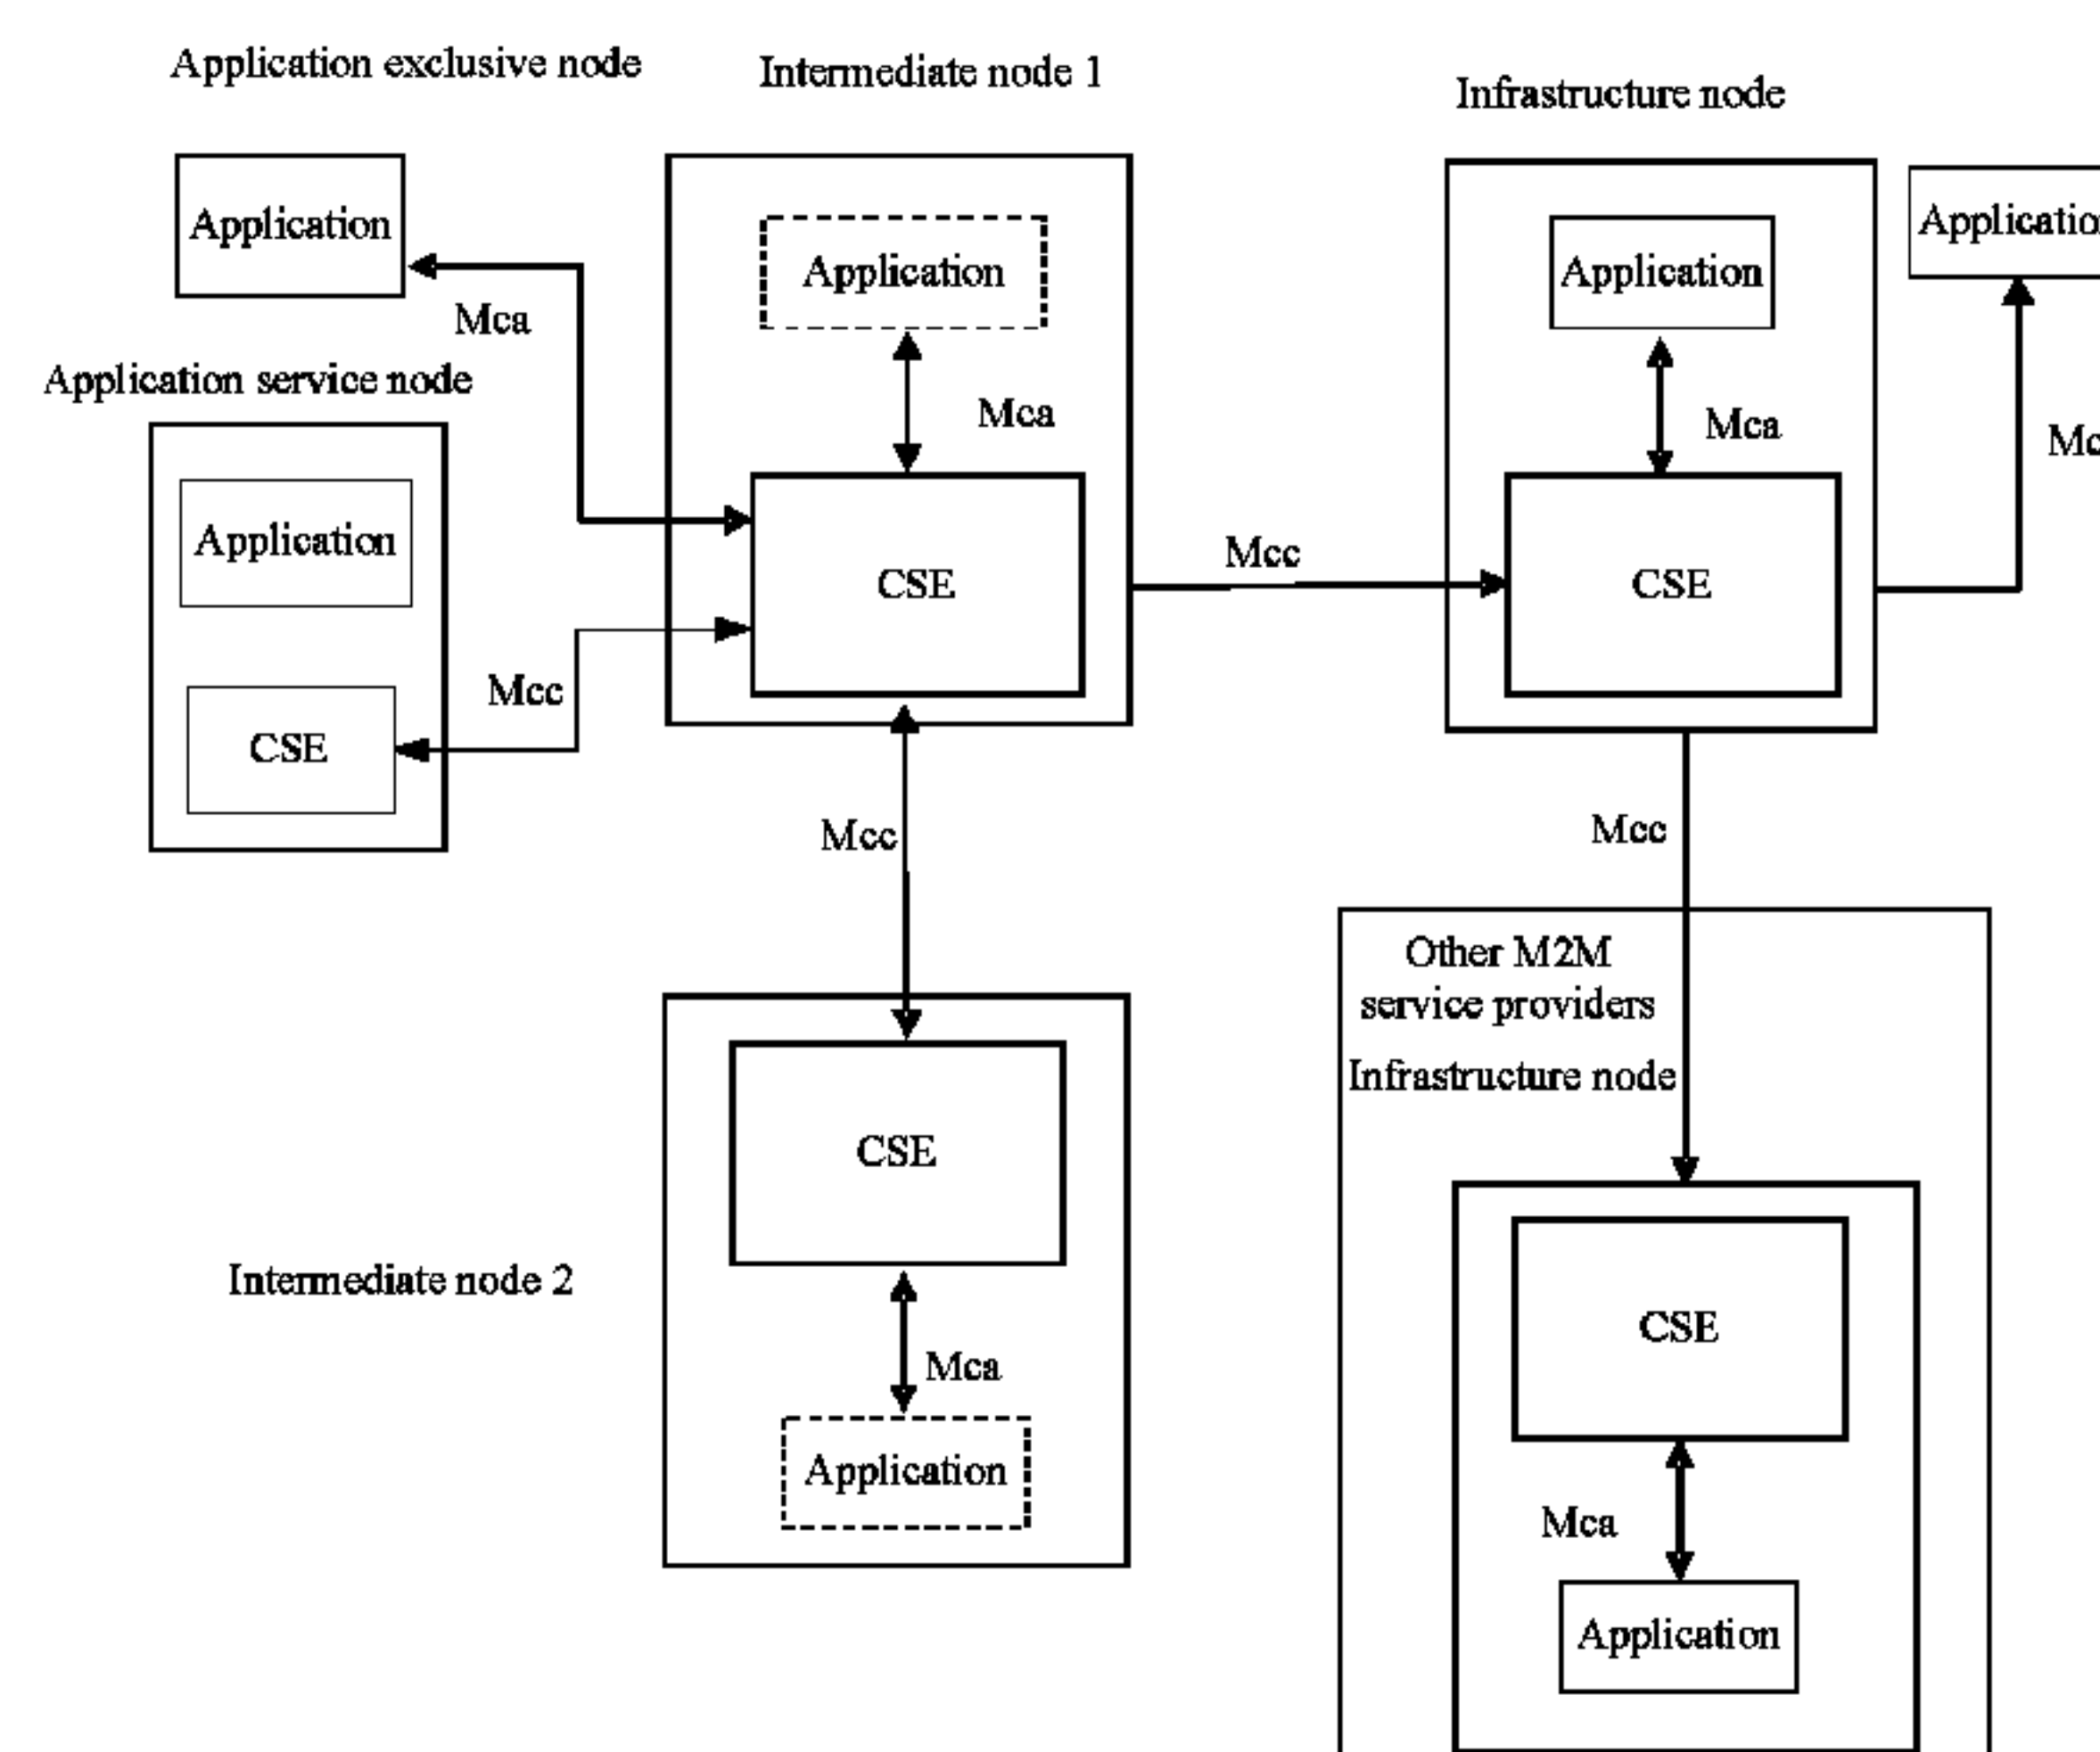 Application exclusive node
Intermediate node 1
Infrastructure node
Application
Application
Application
Mca
Mca
Mca
Application service node
Application
CSE
Mcc
CSE
Mcc
CSE
Mcc
Mcc
Other M2M
service providers
Infrastructure node
CSE
Intermediate node 2
Mca
Application
CSE
Mca
Application